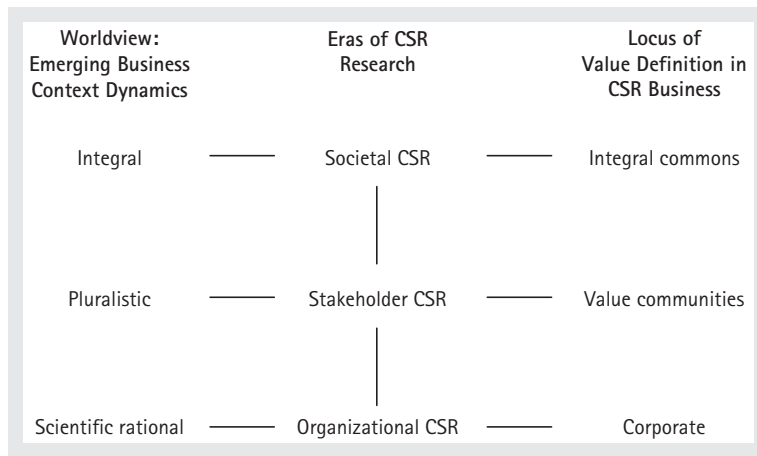 Worldview:
Emerging Business
Context Dynamics
Eras of CSR
Research
Locus of
Value Definition in
CSR Business
Integral
Societal CSR
Integral commons
Pluralistic
Stakeholder CSR
Value communities
Scientific rational
Organizational CSR
Corporate